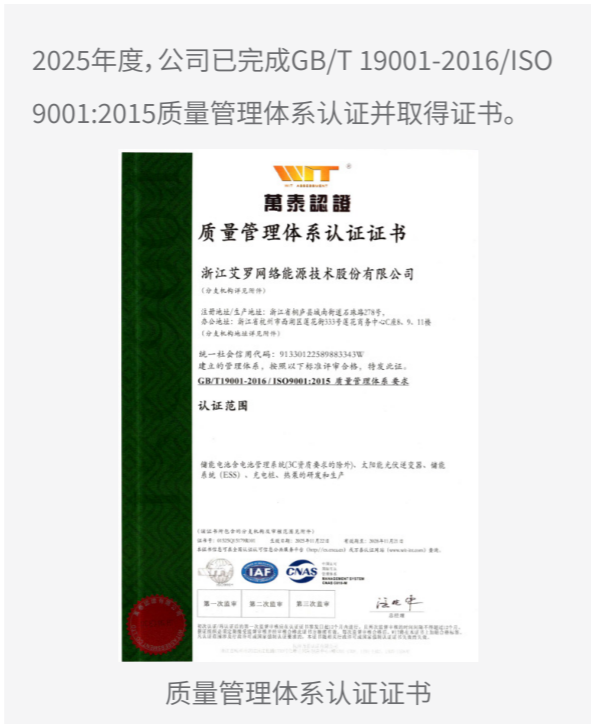 2025年度，公司已完成GB/T 19001-2016/ISO
9001:2015质量管理体系认证并取得证书。
WIT
®
萬泰認證
质量管理体系认证证书
浙江艾罗网络能源技术股份有限公司
（分支机构详见附件）
注册地址/生产地址：浙江省桐庐县城南街道石珠路278号，
办公地址：浙江省杭州市西湖区莲花街333号莲花商务中心C座8、9、11楼
（分支机构地址详见附件）
统一社会信用代码：91330122589883343W
建立的管理体系，按照以下标准评审合格，特发此证。
GB/T19001-2016 / ISO9001:2015 质量管理体系 要求
认证范围
储能电池含电池管理系统(3C资质要求的除外)、太阳能光伏逆变器、储能
系统（ESS）、充电桩、热泵的研发和生产
IAF
CNAS
MANAGEMENT SYSTEM
第一次监审
第二次监审
第三次监审
总经理
质量管理体系认证证书